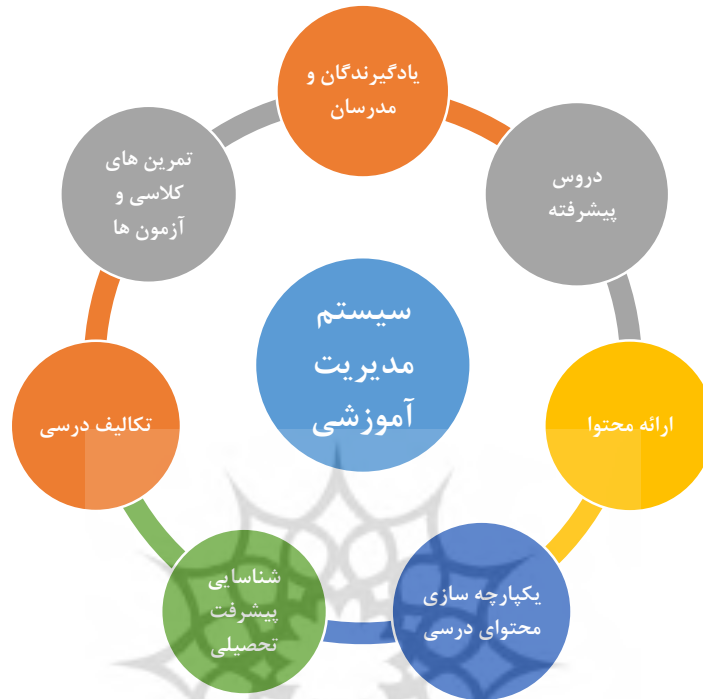 یادگیرندگان و
مدرسان
دروس
پیشرفته
ارائه محتوا
یکپارچه سازی
محتوای درسی
شناسایی
پیشرفت
تحصیلی
تکالیف درسی
تمرین های
کلاسی و
آزمون ها
سیستم
مدیریت
آموزشی